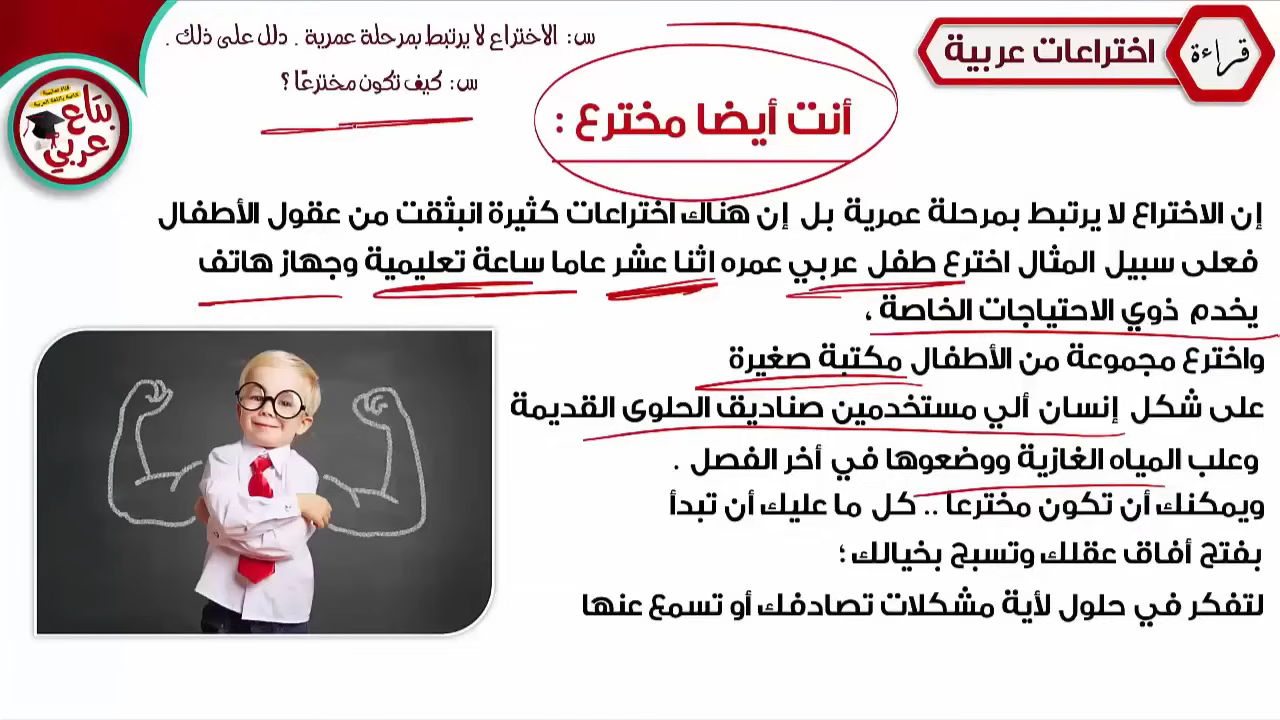 قراءة
اختراعات عربية
س: الاختراع لا يرتبط بمرحلة عمرية . دلل على ذلك .
س: كيف تكون مخترعًا ؟
بتاع
عربي
أنت أيضا مخترع :
إن الاختراع لا يرتبط بمرحلة عمرية بل إن هناك اختراعات كثيرة انبثقت من عقول الأطفال
فعلى سبيل المثال اخترع طفل عربي عمره اثنا عشر عاما ساعة تعليمية وجهاز هاتف
يخدم ذوي الاحتياجات الخاصة ،
واخترع مجموعة من الأطفال مكتبة صغيرة
على شكل إنسان ألي مستخدمين صناديق الحلوى القديمة
وعلب المياه الغازية ووضعوها في أخر الفصل .
ويمكنك أن تكون مخترعا .. كل ما عليك أن تبدأ
بفتح أفاق عقلك وتسبح بخيالك ؛
لتفكر في حلول لأية مشكلات تصادفك أو تسمع عنها